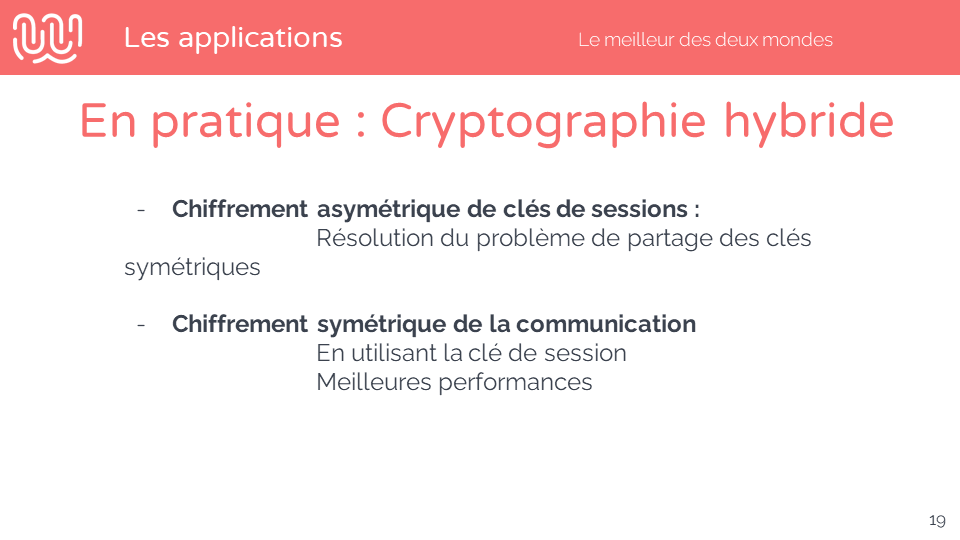 Les applications
Le meilleur des deux mondes
En pratique : Cryptographie hybride
- Chiffrement asymétrique de clés de sessions :
Résolution du problème de partage des clés
symétriques
- Chiffrement symétrique de la communication
En utilisant la clé de session
Meilleures performances
19